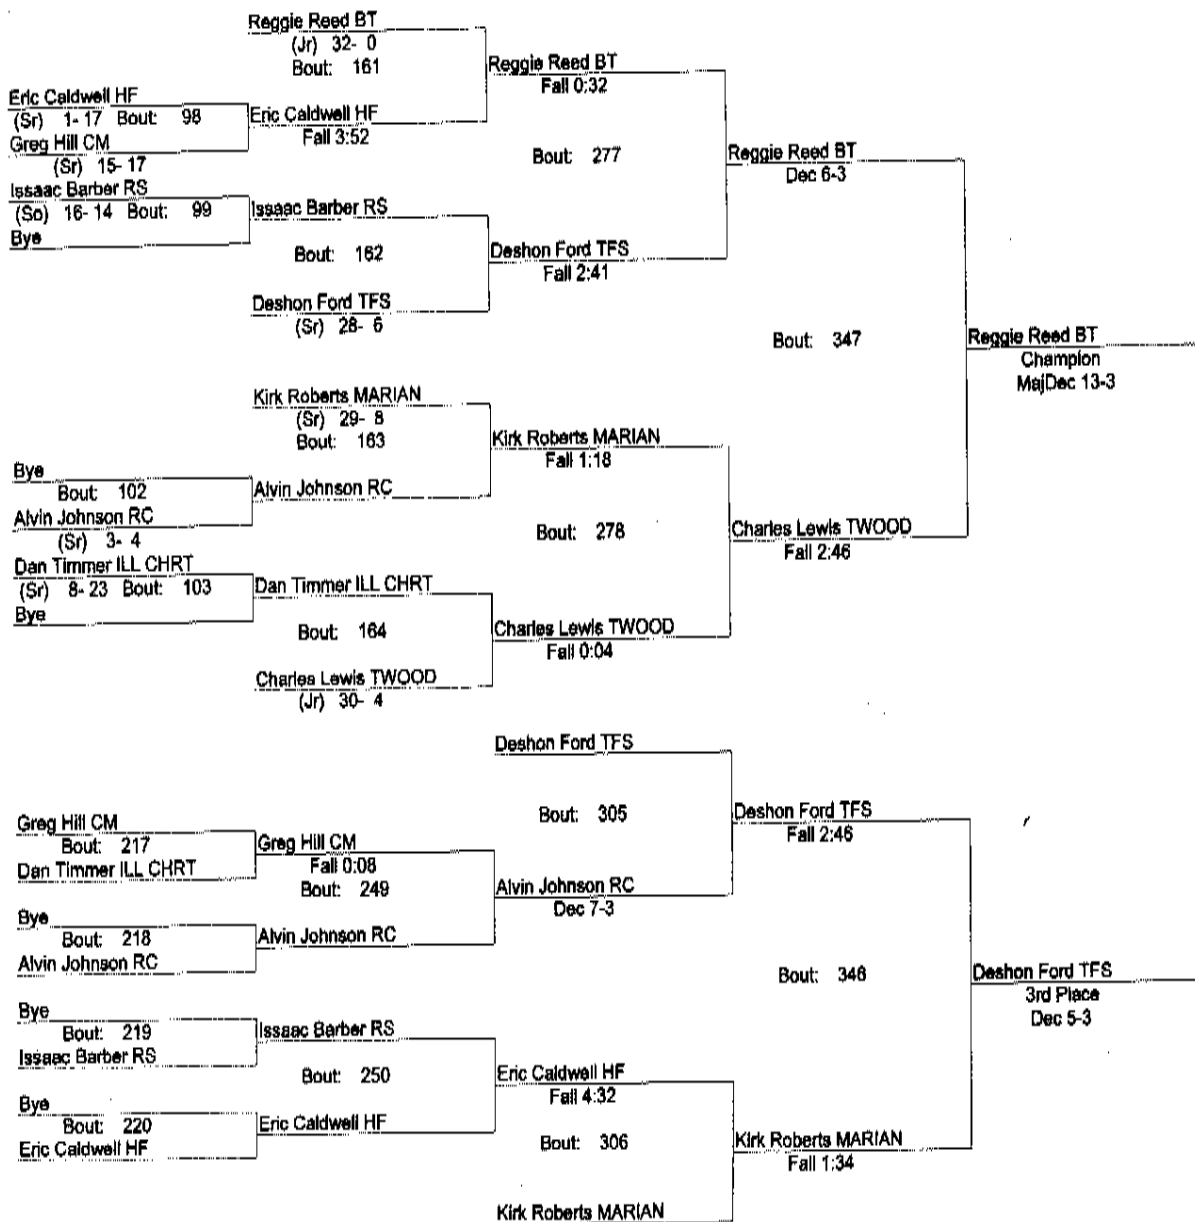 Reggie Reed BT
(Jr) 32- 0
Bout: 161
Reggie Reed BT
Fall 0:32
Eric Caldwell HF
(Sr) 1- 17 Bout: 98
Eric Caldwell HF
Fall 3:52
Greg Hill CM
(Sr) 15- 17
Bout: 277
Reggie Reed BT
Dec 6-3
Issaac Barber RS
(So) 16- 14 Bout: 99
Issaac Barber RS
Bye
Bout: 162
Deshon Ford TFS
Fall 2:41
Deshon Ford TFS
(Sr) 28- 6
Bout: 347
Reggie Reed BT
Champion
MajDec 13-3
Kirk Roberts MARIAN
(Sr) 29- 8
Bout: 163
Kirk Roberts MARIAN
Fall 1:18
Bye
Bout: 102
Alvin Johnson RC
Alvin Johnson RC
(Sr) 3- 4
Bout: 278
Charles Lewis TWOOD
Fall 2:46
Dan Timmer ILL CHRT
(Sr) 8- 23 Bout: 103
Dan Timmer ILL CHRT
Bye
Bout: 164
Charles Lewis TWOOD
Fall 0:04
Charles Lewis TWOOD
(Jr) 30- 4
Deshon Ford TFS
Bout: 305
Deshon Ford TFS
Fall 2:46
Greg Hill CM
Bout: 217
Greg Hill CM
Fall 0:08
Dan Timmer ILL CHRT
Bout: 249
Alvin Johnson RC
Dec 7-3
Bye
Bout: 218
Alvin Johnson RC
Alvin Johnson RC
Bout: 348
Deshon Ford TFS
3rd Place
Dec 5-3
Bye
Bout: 219
Issaac Barber RS
Issaac Barber RS
Bout: 250
Eric Caldwell HF
Fall 4:32
Bye
Bout: 220
Eric Caldwell HF
Eric Caldwell HF
Bout: 306
Kirk Roberts MARIAN
Fall 1:34
Kirk Roberts MARIAN